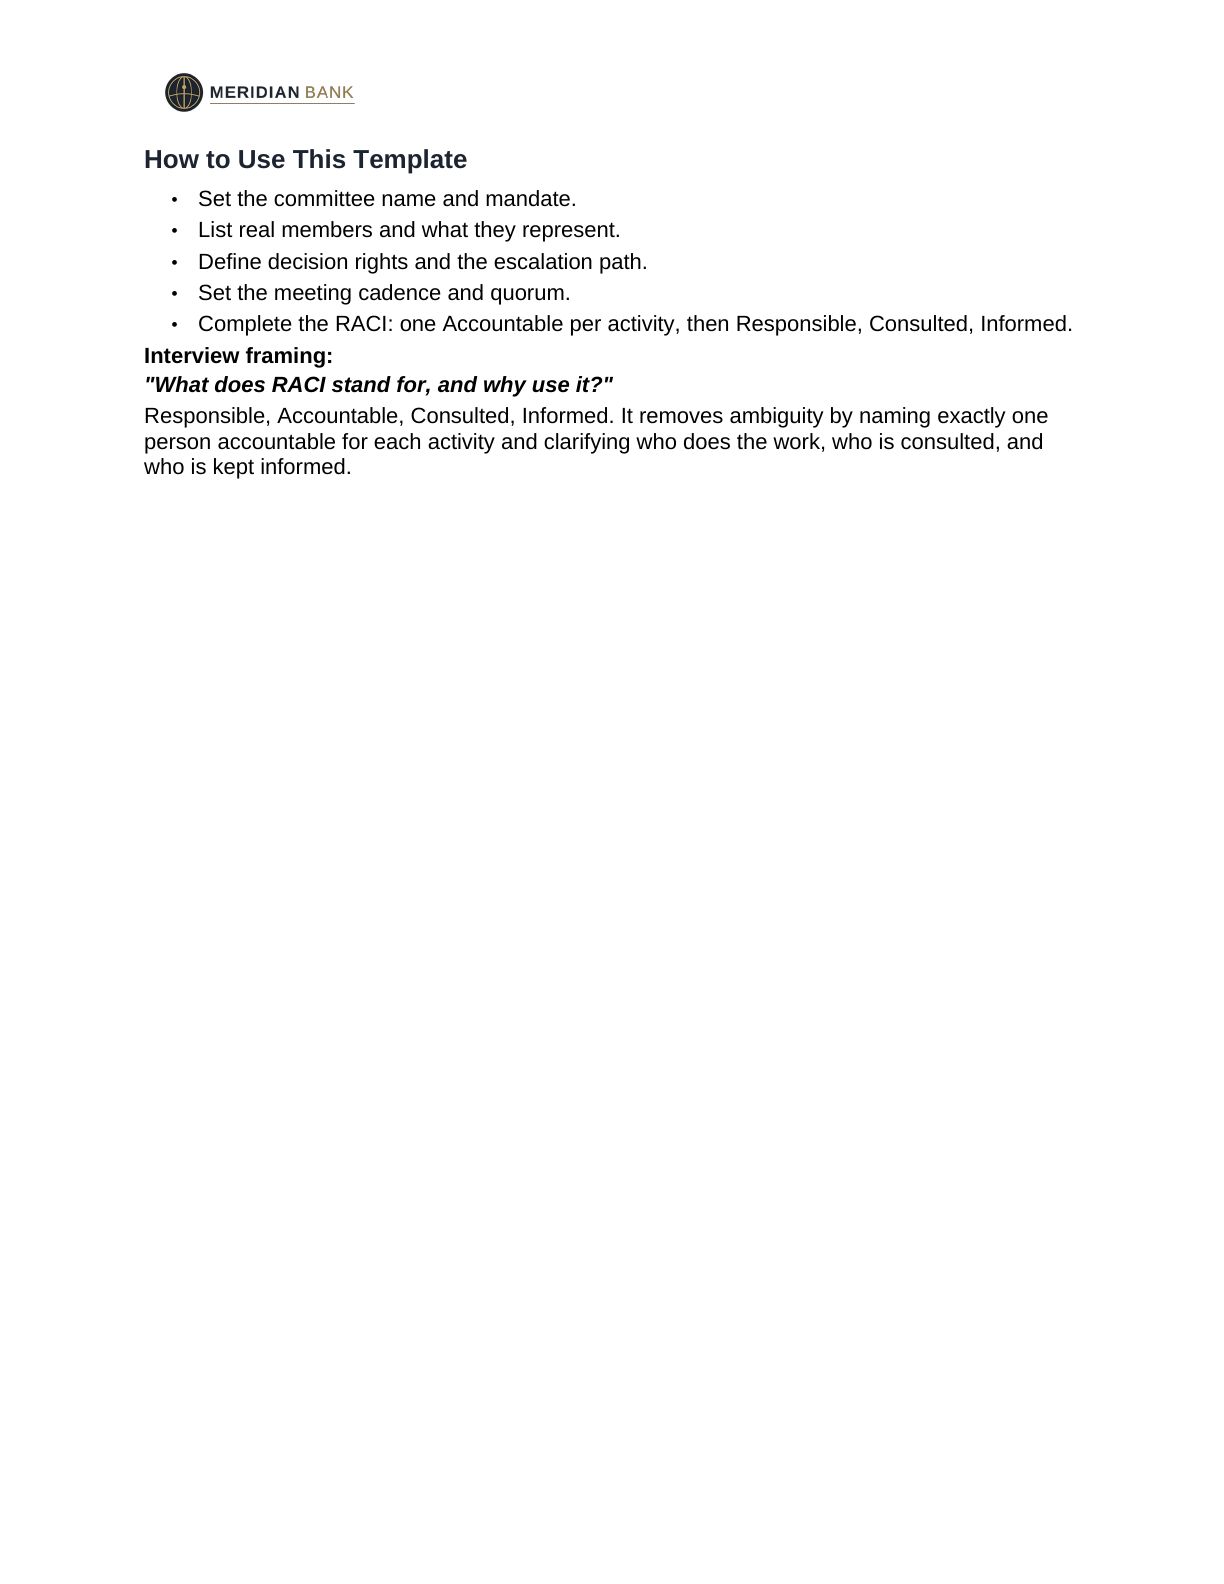 MERIDIAN BANK
How to Use This Template
• Set the committee name and mandate.
• List real members and what they represent.
• Define decision rights and the escalation path.
• Set the meeting cadence and quorum.
• Complete the RACI: one Accountable per activity, then Responsible, Consulted, Informed.
Interview framing:
"What does RACI stand for, and why use it?"
Responsible, Accountable, Consulted, Informed. It removes ambiguity by naming exactly one
person accountable for each activity and clarifying who does the work, who is consulted, and
who is kept informed.